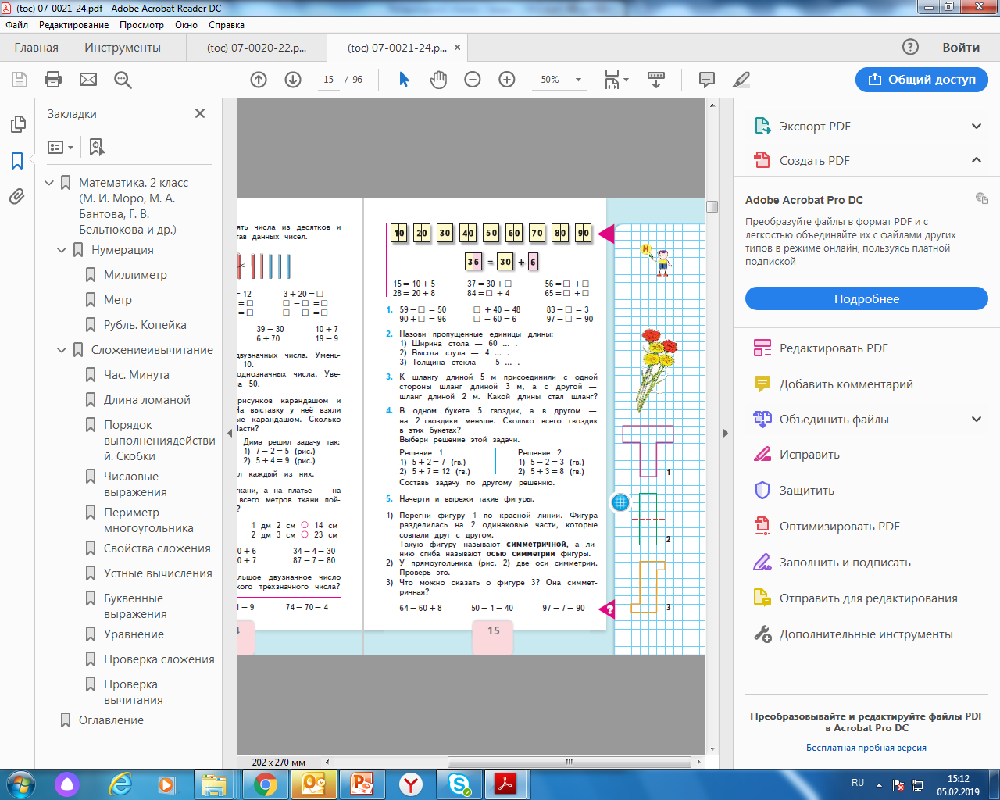 (toc) 07-0021-24.pdf - Adobe Acrobat Reader DC
Файл Редактирование Просмотр Окно Справка
Главная Инструменты (toc) 07-0020-22.p... (toc) 07-0021-24.p... × Войти
15 / 96 50% Общий доступ
Закладки
Математика. 2 класс
(М. И. Моро, М. А.
Бантова, Г. В.
Бельтюкова и др.)
Нумерация
Миллиметр
Метр
Рубль. Копейка
Сложениеивычитание
Час. Минута
Длина ломаной
Порядок
выполнениядействи
й. Скобки
Числовые
выражения
Периметр
многоугольника
Свойства сложения
Устные вычисления
Буквенные
выражения
Уравнение
Проверка сложения
Проверка
вычитания
Оглавление
ять числа из десятков и
тав данных чисел.
= 12 3 + 20 = □
= □ □ − □ = □
= □ □ − □ = □
39 − 30 10 + 7
6 + 70 19 − 9
двузначных числа. Умень-
10.
однозначных числа. Уве-
а 50.
рисунков карандашом и
На выставку у неё взяли
ые карандашом. Сколько
Части?
Дима решил задачу так:
1) 7 − 2 = 5 (рис.)
2) 5 + 4 = 9 (рис.)
ал каждый из них.
ткани, а на платье — на
всего метров ткани пой-
?
1 дм 2 см ○ 14 см
2 дм 3 см ○ 23 см
0 + 6 34 − 4 − 30
0 + 7 87 − 7 − 80
льшое двузначное число
кого трёхзначного числа?
1 − 9 74 − 70 − 4
4
10 20 30 40 50 60 70 80 90
36 = 30 + 6
15 = 10 + 5 37 = 30 + □ 56 = □ + □
28 = 20 + 8 84 = □ + 4 65 = □ + □
1. 59 − □ = 50 □ + 40 = 48 83 − □ = 3
90 + □ = 96 □ − 60 = 6 97 − □ = 90
2. Назови пропущенные единицы длины:
1) Ширина стола — 60 ... .
2) Высота стула — 4 ... .
3) Толщина стекла — 5 ... .
3. К шлангу длиной 5 м присоединили с одной
стороны шланг длиной 3 м, а с другой —
шланг длиной 2 м. Какой длины стал шланг?
4. В одном букете 5 гвоздик, а в другом —
на 2 гвоздики меньше. Сколько всего гвоздик
в этих букетах?
Выбери решение этой задачи.
Решение 1 Решение 2
1) 5 + 2 = 7 (гв.) 1) 5 − 2 = 3 (гв.)
2) 5 + 7 = 12 (гв.) 2) 5 + 3 = 8 (гв.)
Составь задачу по другому решению.
5. Начерти и вырежи такие фигуры.
1) Перегни фигуру 1 по красной линии. Фигура
разделилась на 2 одинаковые части, которые
совпали друг с другом.
Такую фигуру называют симметричной, а ли-
нию сгиба называют осью симметрии фигуры.
2) У прямоугольника (рис. 2) две оси симметрии.
Проверь это.
3) Что можно сказать о фигуре 3? Она симмет-
ричная?
64 − 60 + 8 50 − 1 − 40 97 − 7 − 90
?
15
Н
1
2
3
202 x 270 мм
Экспорт PDF
Создать PDF
Adobe Acrobat Pro DC
Преобразуйте файлы в формат PDF и с
легкостью объединяйте их с файлами других
типов в режиме онлайн, пользуясь платной
подпиской
Подробнее
Редактировать PDF
Добавить комментарий
Объединить файлы
Исправить
Защитить
Оптимизировать PDF
Заполнить и подписать
Отправить для редактирования
Дополнительные инструменты
Преобразовывайте и редактируйте файлы PDF
в Acrobat Pro DC
Бесплатная пробная версия
RU 15:12
05.02.2019